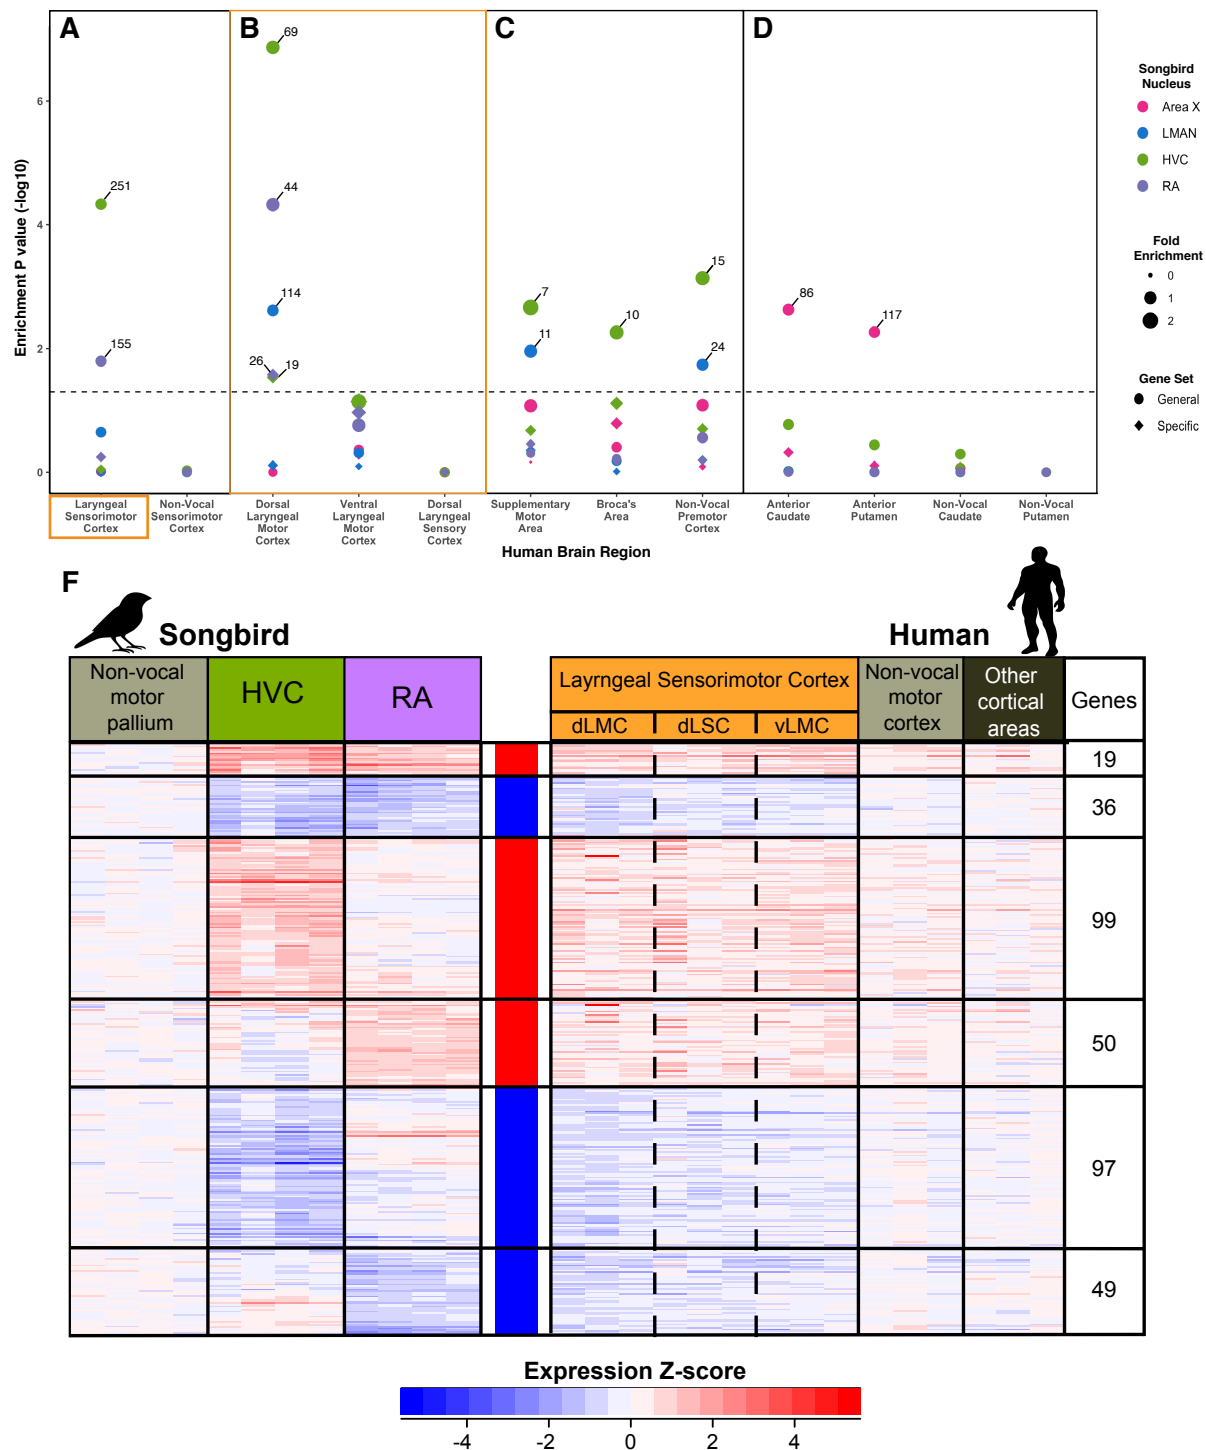 A
B
C
D
69
251
44
114
155
26
19
7
11
10
15
24
86
117
6
4
2
0
Enrichment P value (-log10)
Laryngeal
Sensorimotor
Cortex
Non-Vocal
Sensorimotor
Cortex
Dorsal
Laryngeal
Motor
Cortex
Ventral
Laryngeal
Motor
Cortex
Dorsal
Laryngeal
Sensory
Cortex
Supplementary
Motor
Area
Broca's
Area
Non-Vocal
Premotor
Cortex
Anterior
Caudate
Anterior
Putamen
Non-Vocal
Caudate
Non-Vocal
Putamen
Human Brain Region
Songbird
Nucleus
Area X
LMAN
HVC
RA
Fold
Enrichment
0
1
2
Gene Set
General
Specific
F
Songbird
Human
Non-vocal
motor
pallium
HVC
RA
Layrngeal Sensorimotor Cortex
dLMC
dLSC
vLMC
Non-vocal
motor
cortex
Other
cortical
areas
Genes
19
36
99
50
97
49
Expression Z-score
-4
-2
0
2
4